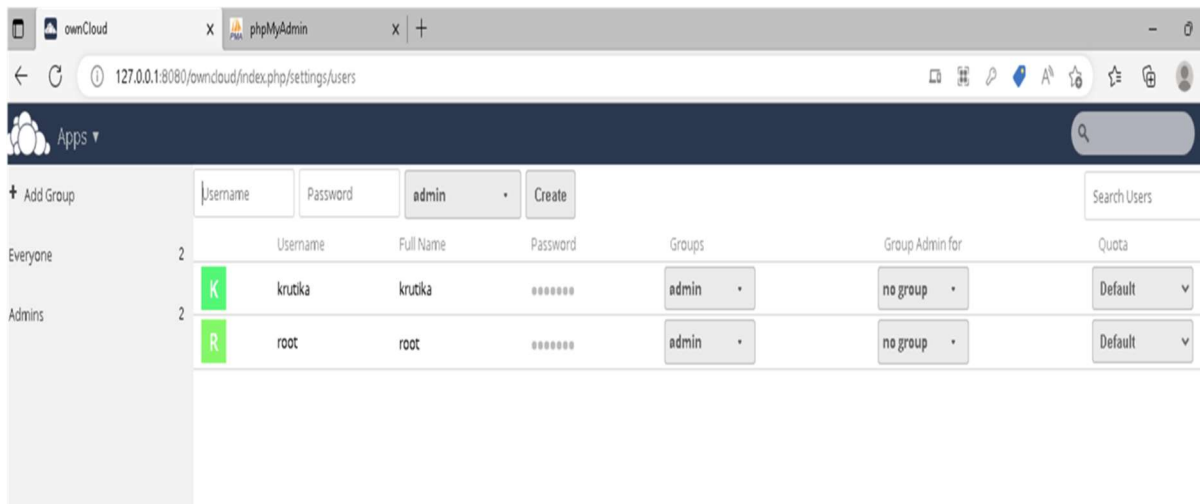 ownCloud x phpMyAdmin x
127.0.0.1:8080/owncloud/index.php/settings/users
Apps
+ Add Group Username Password admin Create Search Users
Username Full Name Password Groups Group Admin for Quota
Everyone 2
K krutika krutika admin no group Default
Admins 2
R root root admin no group Default